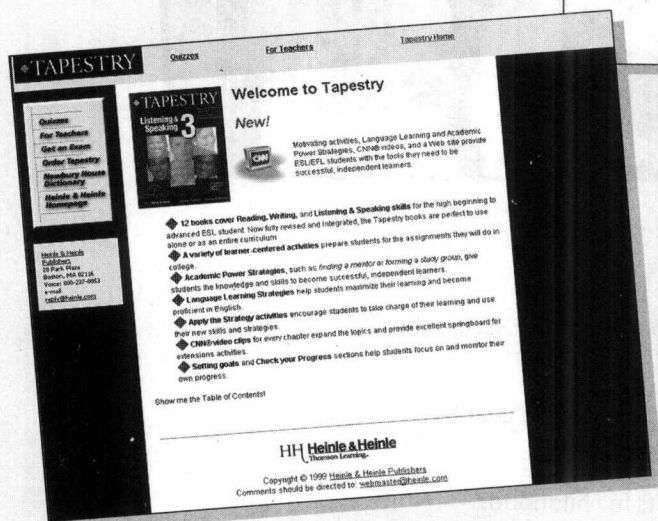 TAPESTRY
Quizzes
For Teachers
Tapestry Home
Quizzes
For Teachers
Get an Exam
Order Tapestry
Newbury House
Dictionary
Heinle & Heinle
Homepage
Heinle & Heinle
Publishers
20 Park Plaza
Boston, MA 02116
Voice: 800-237-0053
e-mail
reply@heinle.com
TAPESTRY
Listening &
Speaking 3
Welcome to Tapestry
New!
CNN
Motivating activities, Language Learning and Academic
Power Strategies, CNN® videos, and a Web site provide
ESL/EFL students with the tools they need to be
successful, independent learners.
12 books cover Reading, Writing, and Listening & Speaking skills for the high beginning to
advanced ESL student. Now fully revised and integrated, the Tapestry books are perfect to use
alone or as an entire curriculum.
A variety of learner-centered activities prepare students for the assignments they will do in
college.
Academic Power Strategies, such as finding a mentor or forming a study group, give
students the knowledge and skills to become successful, independent learners.
Language Learning Strategies help students maximize their learning and become
proficient in English.
Apply the Strategy activities encourage students to take charge of their learning and use
their new skills and strategies.
CNN® video clips for every chapter expand the topics and provide excellent springboard for
extensions activities.
Setting goals and Check your Progress sections help students focus on and monitor their
own progress.
Show me the Table of Contents!
HH Heinle & Heinle
Thomson Learning™
Copyright © 1999 Heinle & Heinle Publishers
Comments should be directed to: webmaster@heinle.com